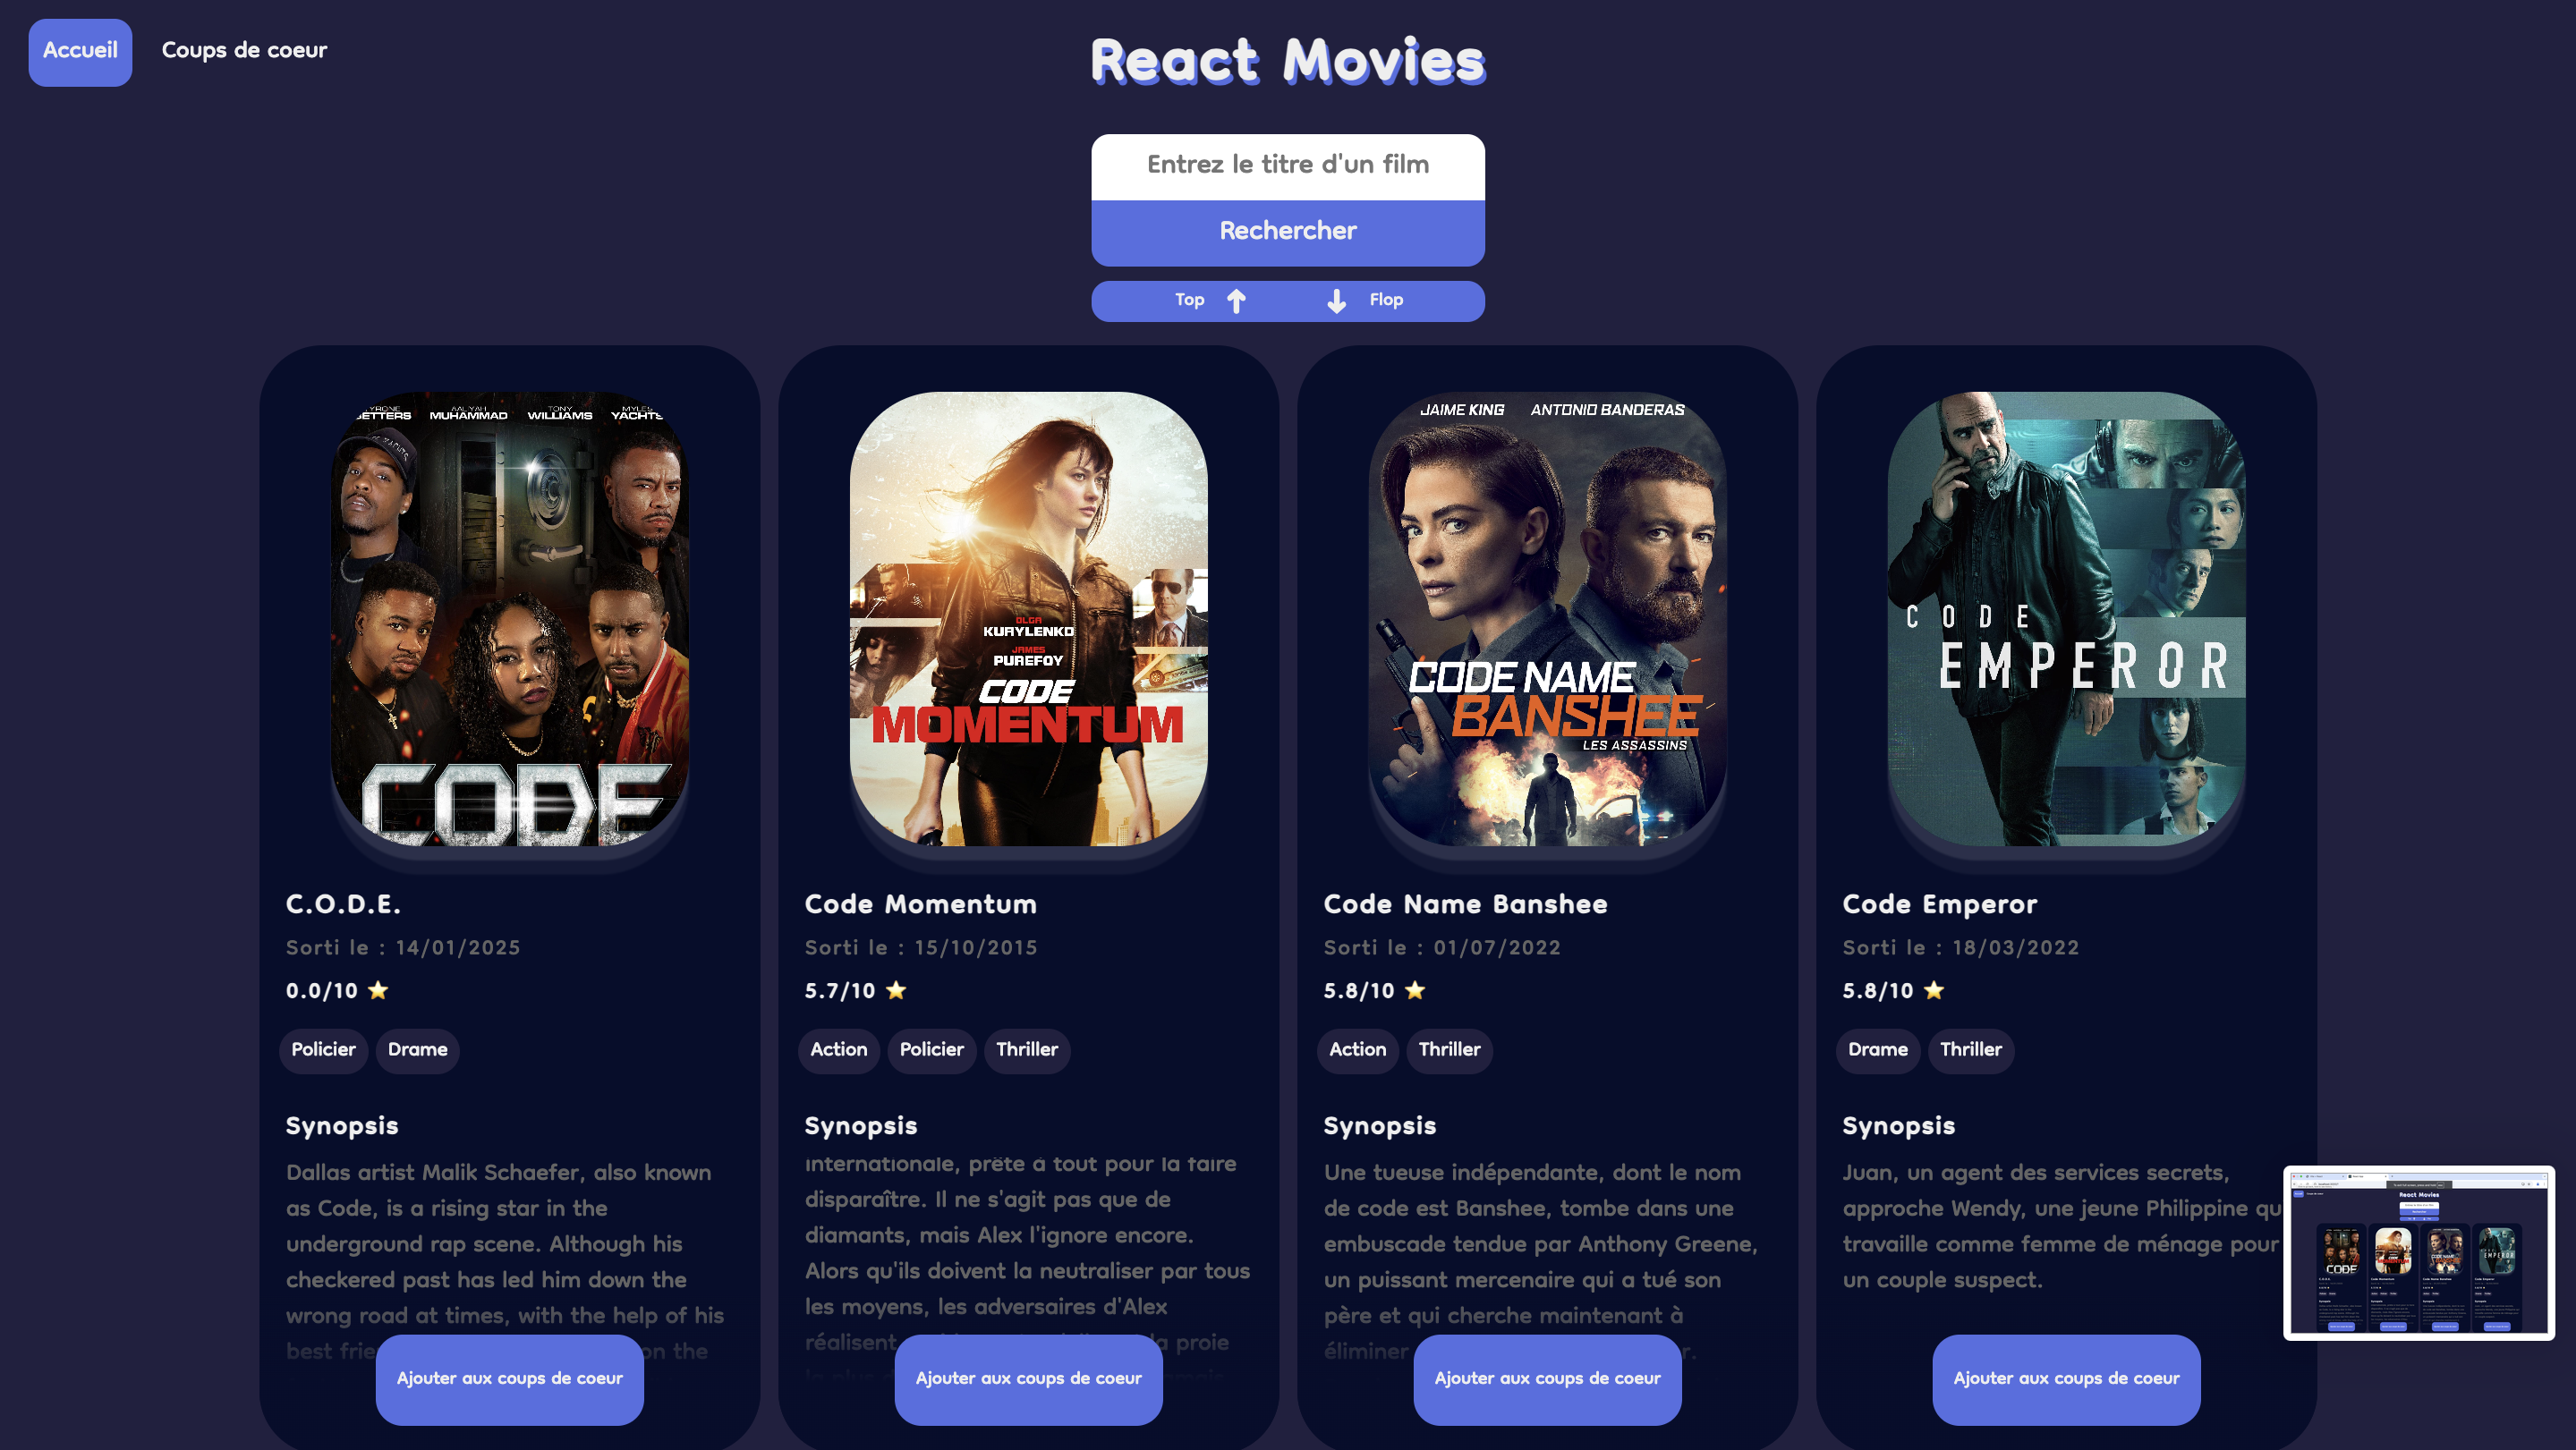 Accueil
Coups de coeur
React Movies
Entrez le titre d'un film
Rechercher
Top
Flop
AALIYAH
MUHAMMAD
TONY
WILLIAMS
CODE
C.O.D.E.
Sorti le : 14/01/2025
0.0/10
Policier
Drame
Synopsis
Dallas artist Malik Schaefer, also known
as Code, is a rising star in the
underground rap scene. Although his
checkered past has led him down the
wrong road at times, with the help of his
best on the
Ajouter aux coups de coeur
OLGA
KURYLENKO
JAMES
PUREFOY
CODE
MOMENTUM
Code Momentum
Sorti le : 15/10/2015
5.7/10
Action
Policier
Thriller
Synopsis
internationale, prête à tout pour la faire
disparaître. Il ne s'agit pas que de
diamants, mais Alex l'ignore encore.
Alors qu'ils doivent la neutraliser par tous
les moyens, les adversaires d'Alex
réalisent la proie
Ajouter aux coups de coeur
JAIME KING
ANTONIO BANDERAS
CODE NAME
BANSHEE
LES ASSASSINS
Code Name Banshee
Sorti le : 01/07/2022
5.8/10
Action
Thriller
Synopsis
Une tueuse indépendante, dont le nom
de code est Banshee, tombe dans une
embuscade tendue par Anthony Greene,
un puissant mercenaire qui a tué son
père et qui cherche maintenant à
éliminer
Ajouter aux coups de coeur
CODE
EMPEROR
Code Emperor
Sorti le : 18/03/2022
5.8/10
Drame
Thriller
Synopsis
Juan, un agent des services secrets,
approche Wendy, une jeune Philippine qu
travaille comme femme de ménage pour
un couple suspect.
Ajouter aux coups de coeur
React Movies